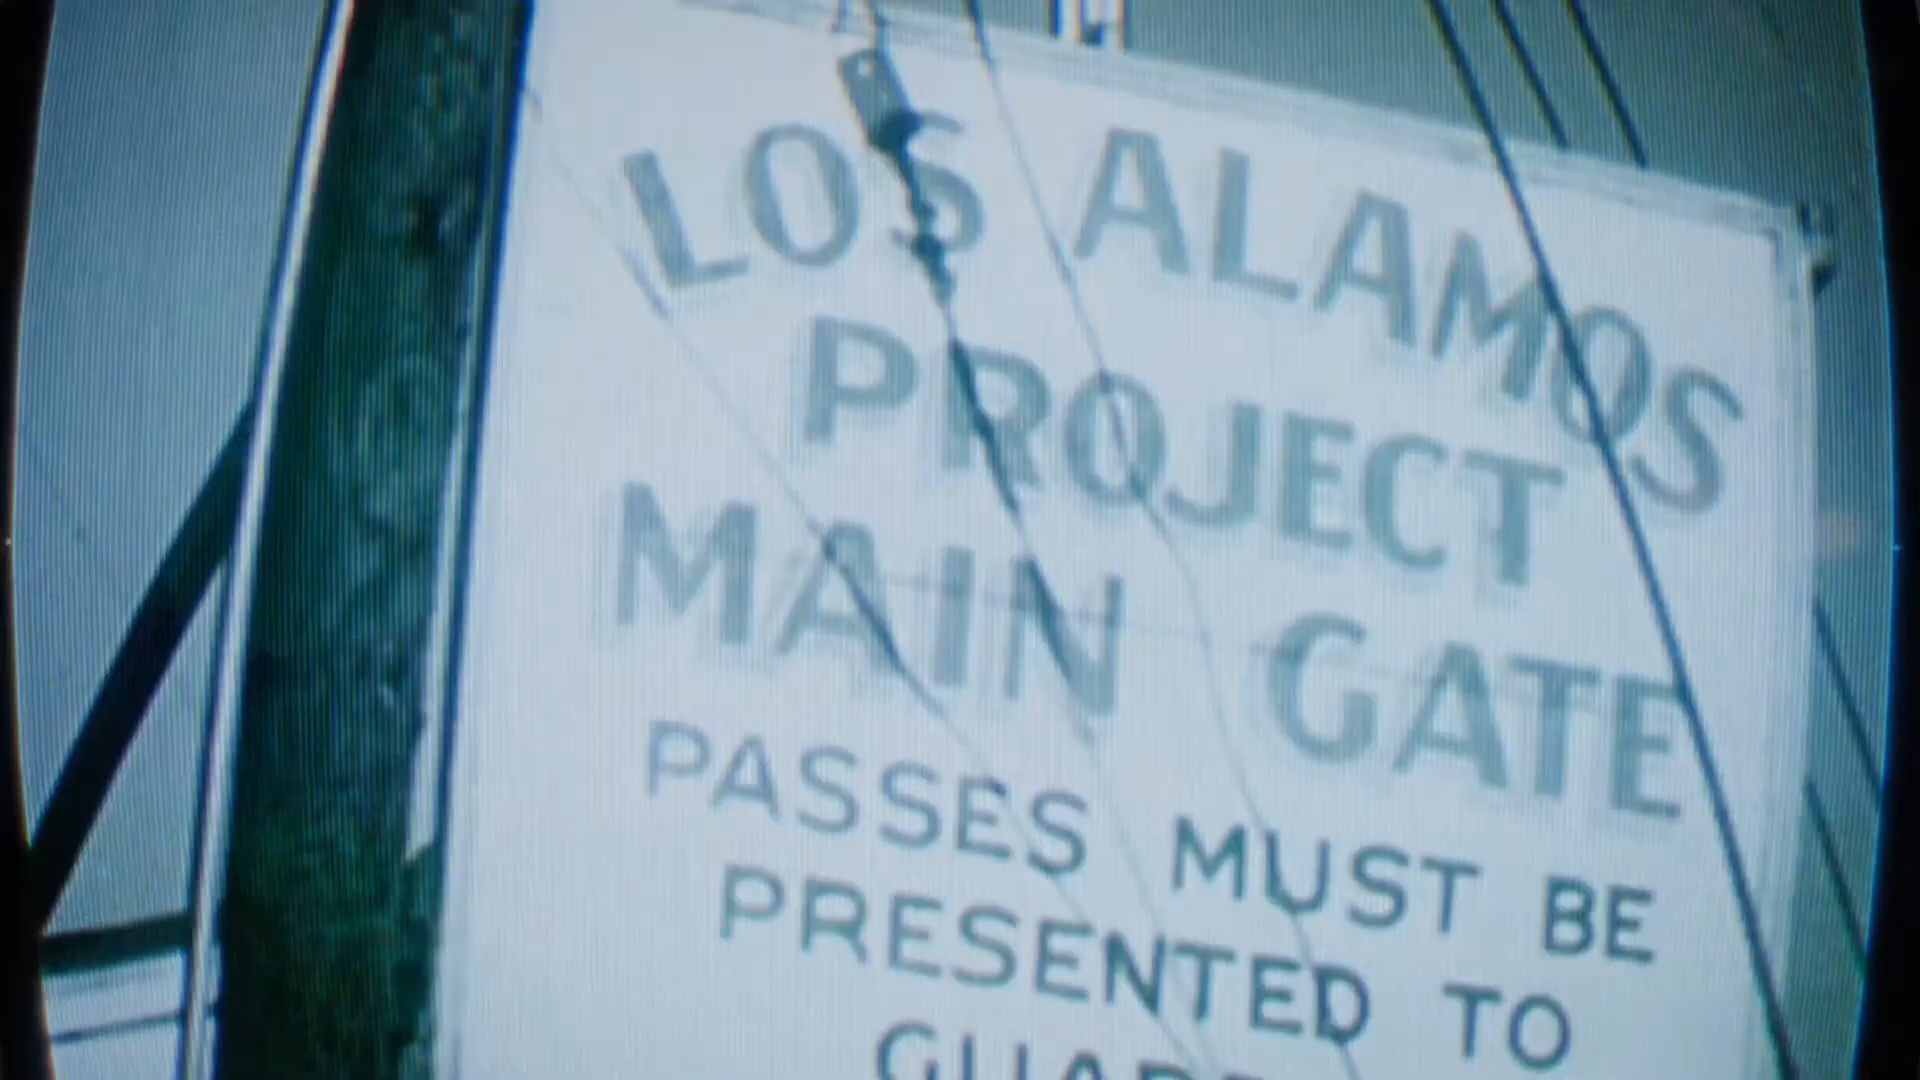 LOS ALAMOS
PROJECT
MAIN GATE
PASSES MUST BE
PRESENTED TO